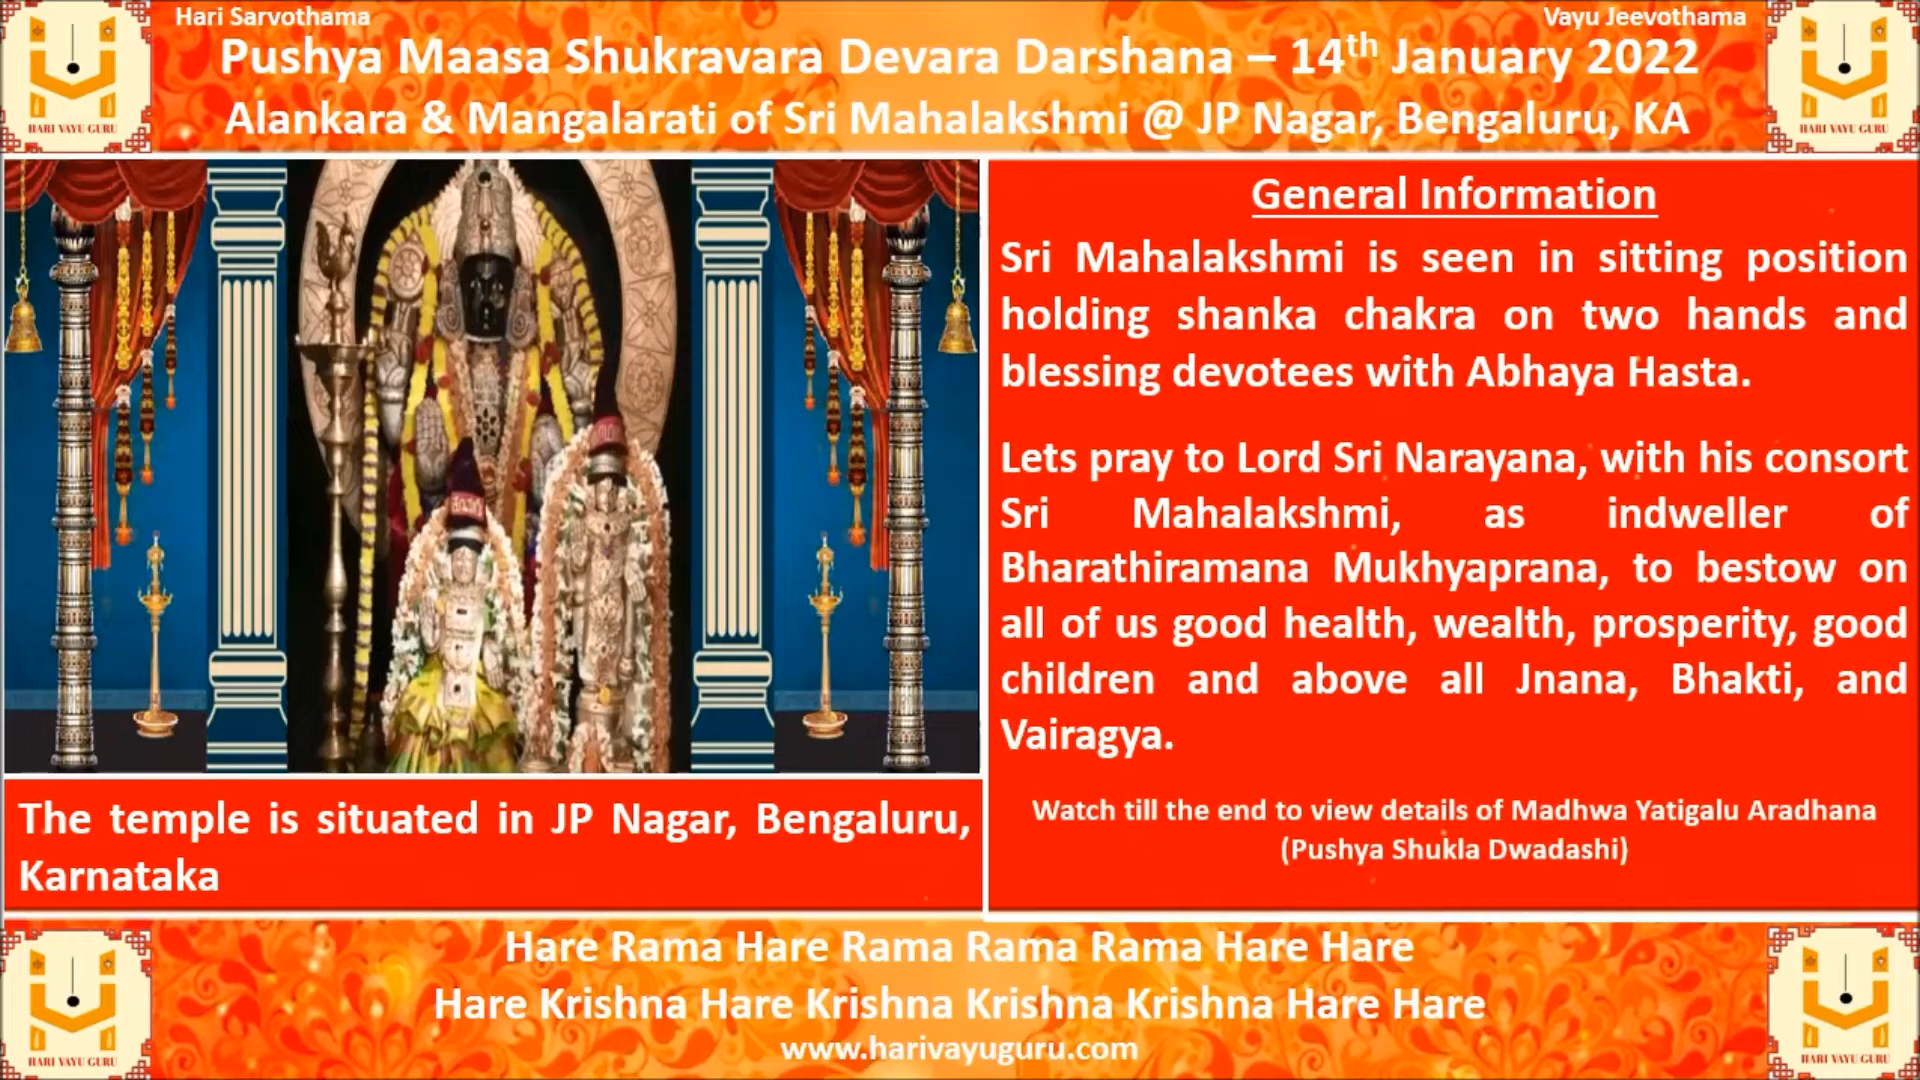 Hari Sarvothama
Vayu Jeevothama
Pushya Maasa Shukravara Devara Darshana – 14th January 2022
Alankara & Mangalarati of Sri Mahalakshmi @ JP Nagar, Bengaluru, KA
HARI VAYU GURU
HARI VAYU GURU
General Information
Sri Mahalakshmi is seen in sitting position
holding shanka chakra on two hands and
blessing devotees with Abhaya Hasta.
Lets pray to Lord Sri Narayana, with his consort
Sri Mahalakshmi, as indweller of
Bharathiramana Mukhyaprana, to bestow on
all of us good health, wealth, prosperity, good
children and above all Jnana, Bhakti, and
Vairagya.
Watch till the end to view details of Madhwa Yatigalu Aradhana
(Pushya Shukla Dwadashi)
The temple is situated in JP Nagar, Bengaluru,
Karnataka
Hare Rama Hare Rama Rama Rama Hare Hare
Hare Krishna Hare Krishna Krishna Krishna Hare Hare
www.harivayuguru.com
HARI VAYU GURU
HARI VAYU GURU